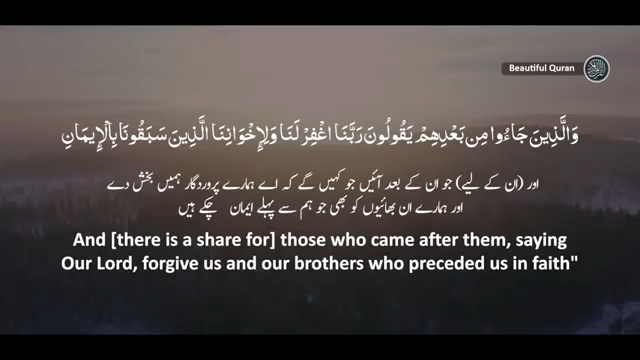 Beautiful Quran
وَالَّذِينَ جَاءُوا مِن بَعْدِهِمْ يَقُولُونَ رَبَّنَا اغْفِرْ لَنَا وَلِإِخْوَانِنَا الَّذِينَ سَبَقُونَا بِالْإِيمَانِ
اور (ان کے لیے) جو ان کے بعد آئیں جو کہیں گے کہ اے ہمارے پروردگار ہمیں بخش دے
اور ہمارے ان بھائیوں کو بھی جو ہم سے پہلے ایمان چکے ہیں
And [there is a share for] those who came after them, saying
Our Lord, forgive us and our brothers who preceded us in faith"